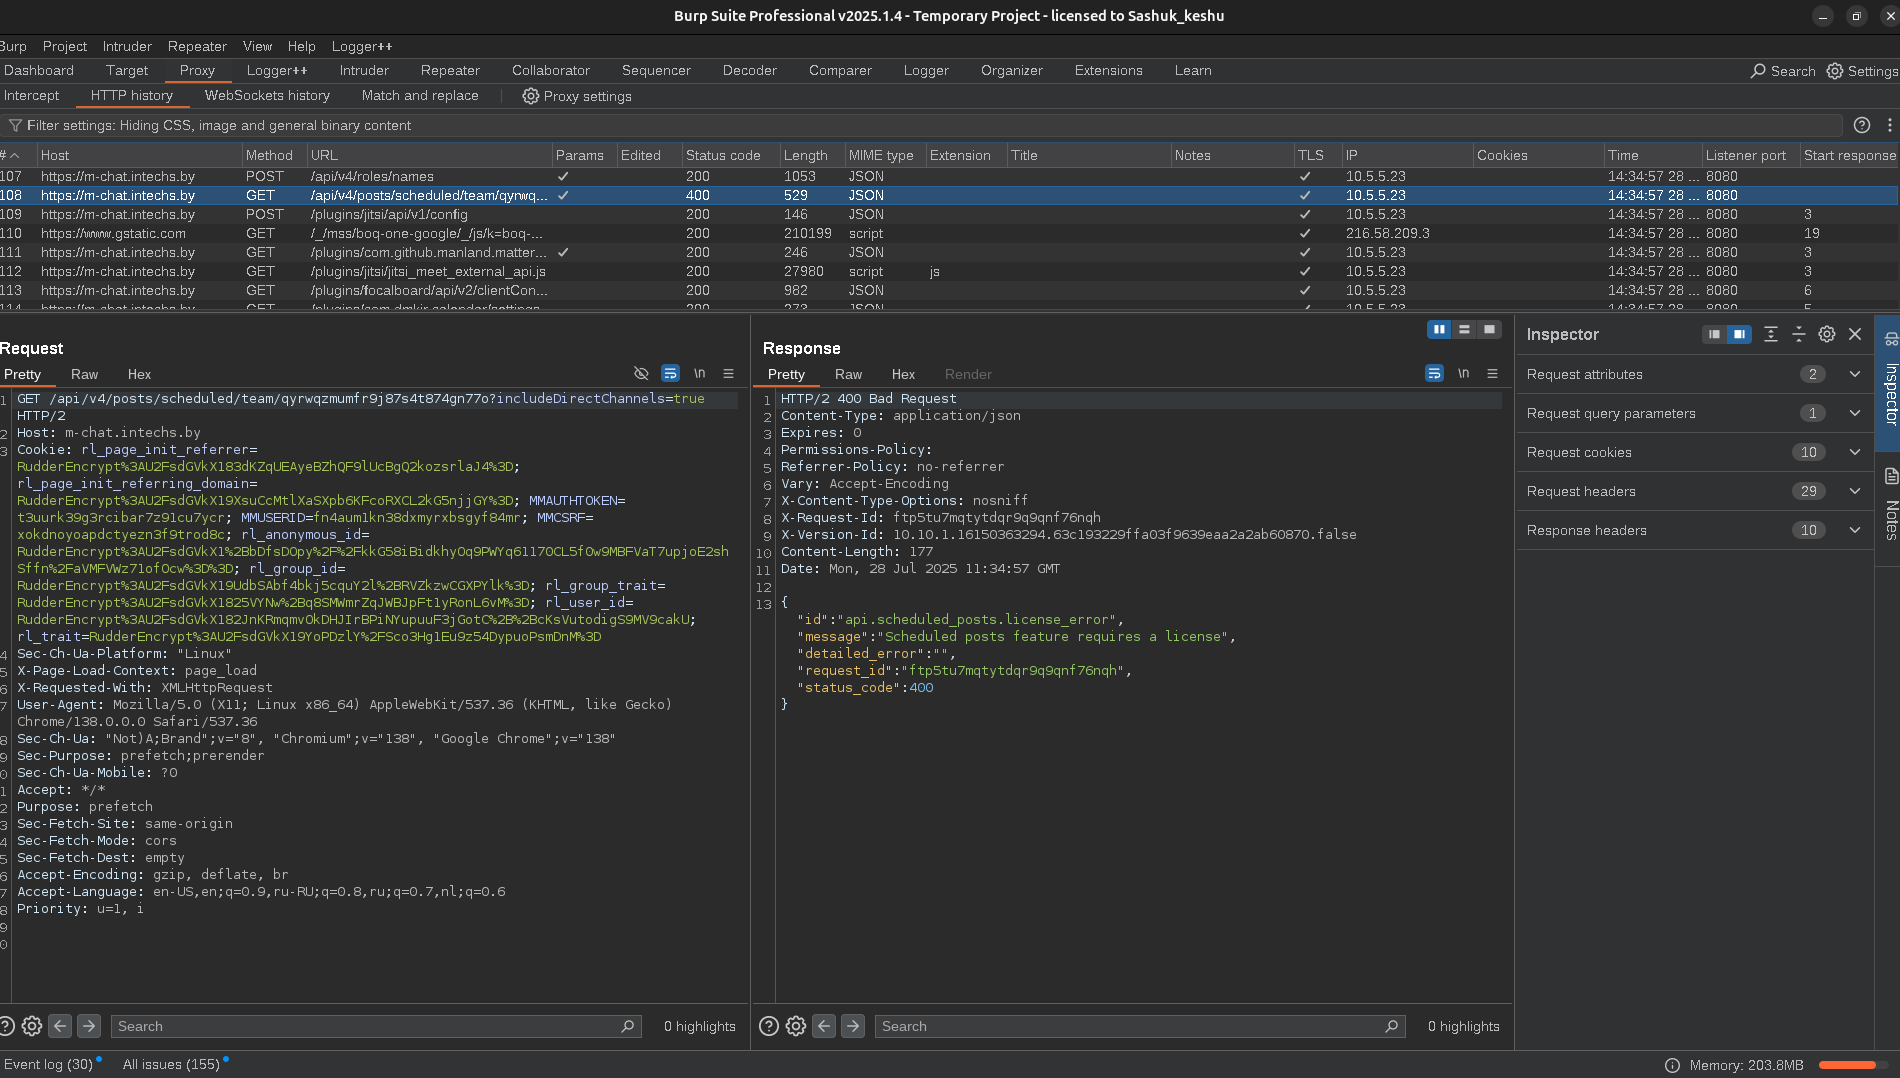 Burp Suite Professional v2025.1.4 - Temporary Project - licensed to Sashuk_keshu
Burp Project Intruder Repeater View Help Logger++
Dashboard Target Proxy Logger++ Intruder Repeater Collaborator Sequencer Decoder Comparer Logger Organizer Extensions Learn Search Settings
Intercept HTTP history WebSockets history Match and replace Proxy settings
Filter settings: Hiding CSS, image and general binary content
# Host Method URL Params Edited Status code Length MIME type Extension Title Notes TLS IP Cookies Time Listener port Start response
107 https://m-chat.intechs.by POST /api/v4/roles/names ✓ 200 1053 JSON ✓ 10.5.5.23 14:34:57 28 ... 8080
108 https://m-chat.intechs.by GET /api/v4/posts/scheduled/team/qyrwq... ✓ 400 529 JSON ✓ 10.5.5.23 14:34:57 28 ... 8080
109 https://m-chat.intechs.by POST /plugins/jitsi/api/v1/config 200 146 JSON ✓ 10.5.5.23 14:34:57 28 ... 8080 3
110 https://www.gstatic.com GET /_/mss/boq-one-google/_/js/k=boq-... 200 210199 script ✓ 216.58.209.3 14:34:57 28 ... 8080 19
111 https://m-chat.intechs.by GET /plugins/com.github.manland.matter... ✓ 200 246 JSON ✓ 10.5.5.23 14:34:57 28 ... 8080 3
112 https://m-chat.intechs.by GET /plugins/jitsi/jitsi_meet_external_api.js 200 27980 script js ✓ 10.5.5.23 14:34:57 28 ... 8080 3
113 https://m-chat.intechs.by GET /plugins/focalboard/api/v2/clientCon... 200 982 JSON ✓ 10.5.5.23 14:34:57 28 ... 8080 6
114 https://m-chat.intechs.by GET 200 273 JSON ✓ 10.5.5.23 14:34:57 28 ... 8080 5
Request
Pretty Raw Hex \n
1 GET /api/v4/posts/scheduled/team/qyrwqzmumfr9j87s4t874gn77o?includeDirectChannels=true
HTTP/2
2 Host: m-chat.intechs.by
3 Cookie: rl_page_init_referrer=
RudderEncrypt%3AU2FsdGVkX183dKZqUEAyeBZhQF9lUcBgQ2kozsrlaJ4%3D;
rl_page_init_referring_domain=
RudderEncrypt%3AU2FsdGVkX19XsuCcMtlXaSXpb6KFcoRXCL2kG5njjGY%3D; MMAUTHTOKEN=
t3uurk39g3rcibar7z91cu7ycr; MMUSERID=fn4aum1kn38dxmyrxbsgyf84mr; MMCSRF=
xokdnoyoapdctyezn3f9trod8c; rl_anonymous_id=
RudderEncrypt%3AU2FsdGVkX1%2BbDfsDOpy%2F%2FkkG58iBidkhyOq9PWYq6117OCL5fOw9MBFVaT7upjoE2sh
Sffn%2FaVMFVWz71ofOcw%3D%3D; rl_group_id=
RudderEncrypt%3AU2FsdGVkX19UdbSAbf4bkj5cquY2l%2BRVZkzwCGXPYlk%3D; rl_group_trait=
RudderEncrypt%3AU2FsdGVkX1825VYNw%2Bq8SMWmrZqJWBJpFt1yRonL6vM%3D; rl_user_id=
RudderEncrypt%3AU2FsdGVkX182JnKRmqmvOkDHJIrBPiNYupuuF3jGotC%2B%2BcKsVutodigS9MV9cakU;
rl_trait=RudderEncrypt%3AU2FsdGVkX19YoPDzlY%2FSco3Hg1Eu9z54DypuoPsmDnM%3D
4 Sec-Ch-Ua-Platform: "Linux"
5 X-Page-Load-Context: page_load
6 X-Requested-With: XMLHttpRequest
7 User-Agent: Mozilla/5.0 (X11; Linux x86_64) AppleWebKit/537.36 (KHTML, like Gecko)
Chrome/138.0.0.0 Safari/537.36
8 Sec-Ch-Ua: "Not)A;Brand";v="8", "Chromium";v="138", "Google Chrome";v="138"
9 Sec-Purpose: prefetch;prerender
0 Sec-Ch-Ua-Mobile: ?0
1 Accept: */*
2 Purpose: prefetch
3 Sec-Fetch-Site: same-origin
4 Sec-Fetch-Mode: cors
5 Sec-Fetch-Dest: empty
6 Accept-Encoding: gzip, deflate, br
7 Accept-Language: en-US,en;q=0.9,ru-RU;q=0.8,ru;q=0.7,nl;q=0.6
8 Priority: u=1, i
9
0
Search 0 highlights
Response
Pretty Raw Hex Render \n
1 HTTP/2 400 Bad Request
2 Content-Type: application/json
3 Expires: 0
4 Permissions-Policy:
5 Referrer-Policy: no-referrer
6 Vary: Accept-Encoding
7 X-Content-Type-Options: nosniff
8 X-Request-Id: ftp5tu7mqtytdqr9q9qnf76nqh
9 X-Version-Id: 10.10.1.16150363294.63c193229ffa03f9639eaa2a2ab60870.false
10 Content-Length: 177
11 Date: Mon, 28 Jul 2025 11:34:57 GMT
12
13 {
"id":"api.scheduled_posts.license_error",
"message":"Scheduled posts feature requires a license",
"detailed_error":"",
"request_id":"ftp5tu7mqtytdqr9q9qnf76nqh",
"status_code":400
}
Search 0 highlights
Inspector
Request attributes 2
Request query parameters 1
Request cookies 10
Request headers 29
Response headers 10
Inspector
Notes
Event log (30) All issues (155) Memory: 203.8MB